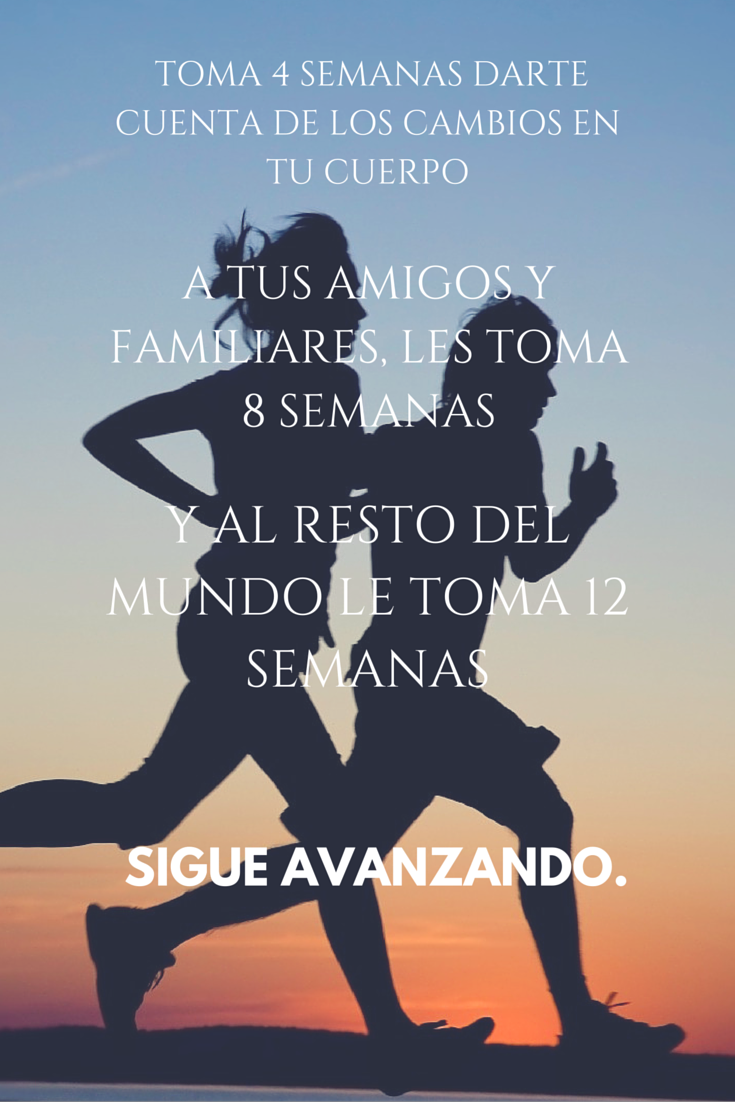 TOMA 4 SEMANAS DARTE
CUENTA DE LOS CAMBIOS EN
TU CUERPO
A TUS AMIGOS Y
FAMILIARES, LES TOMA
8 SEMANAS
Y AL RESTO DEL
MUNDO LE TOMA 12
SEMANAS
SIGUE AVANZANDO.